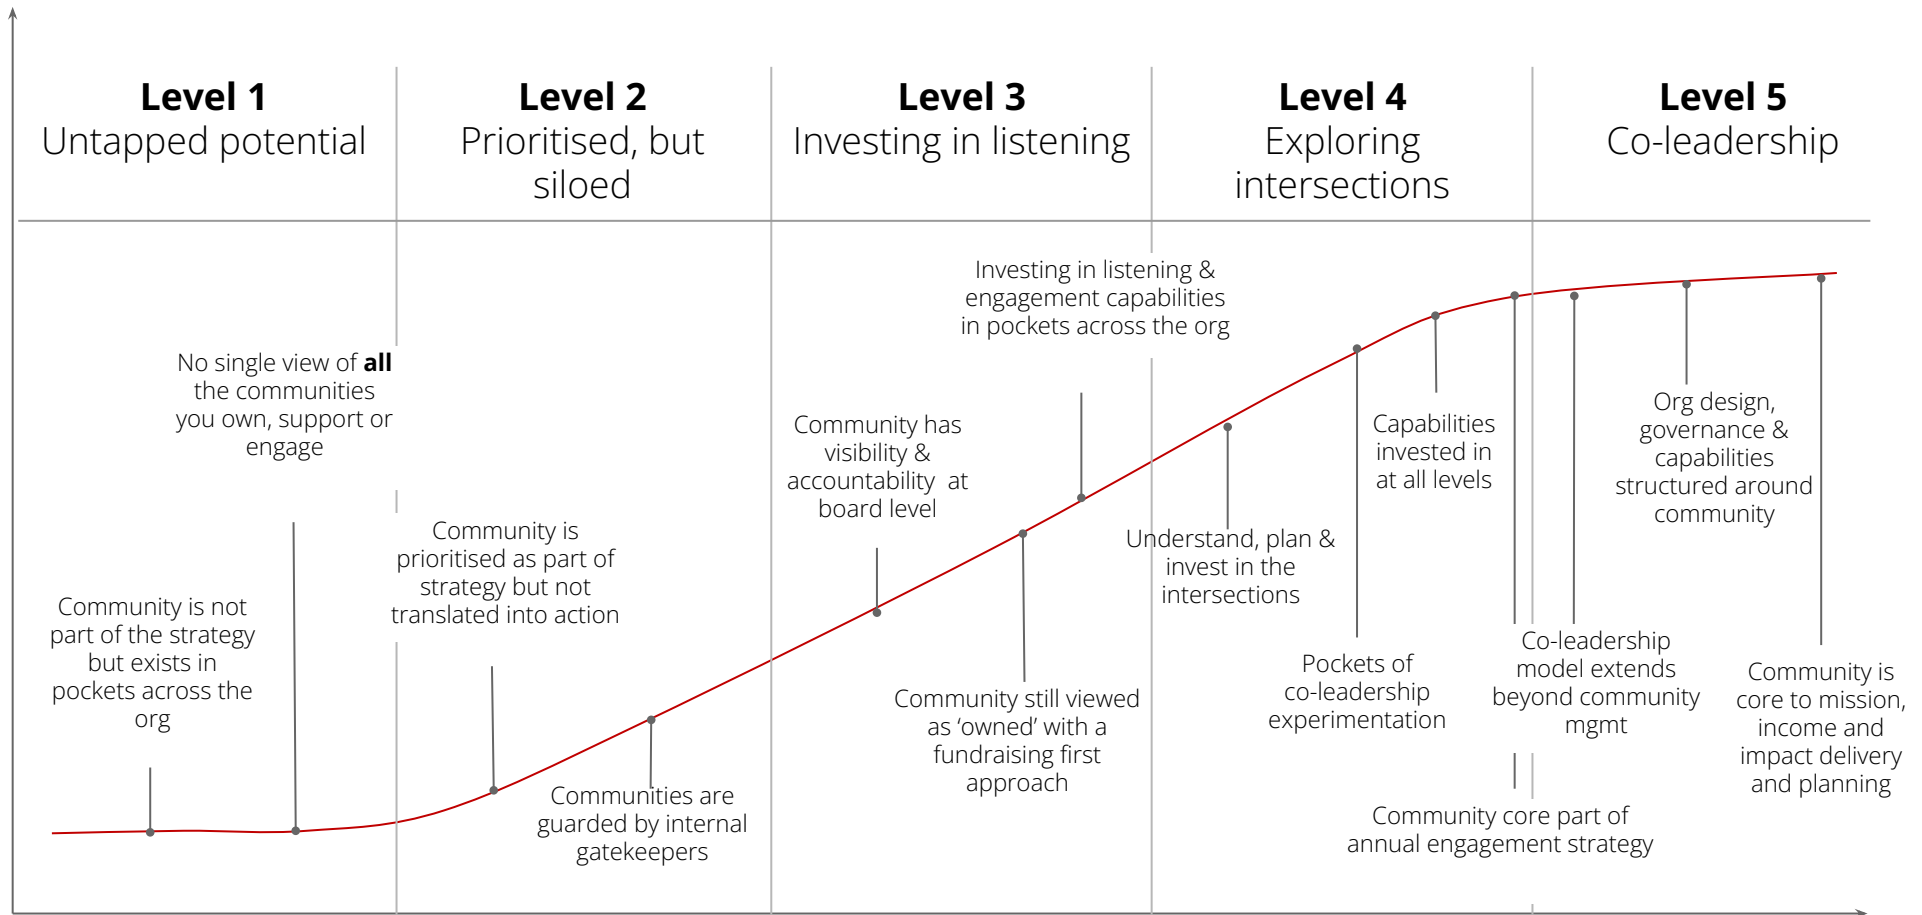 Level 1
Untapped potential
Level 2
Prioritised, but
siloed
Level 3
Investing in listening
Level 4
Exploring
intersections
Level 5
Co-leadership
Community is not
part of the strategy
but exists in
pockets across the
org
No single view of all
the communities
you own, support or
engage
Community is
prioritised as part of
strategy but not
translated into action
Communities are
guarded by internal
gatekeepers
Community has
visibility &
accountability  at
board level
Community still viewed
as ‘owned’ with a
fundraising first
approach
Investing in listening &
engagement capabilities
in pockets across the org
Understand, plan &
invest in the
intersections
Pockets of
co-leadership
experimentation
Capabilities
invested in
at all levels
Community core part of
annual engagement strategy
Co-leadership
model extends
beyond community
mgmt
Org design,
governance &
capabilities
structured around
community
Community is
core to mission,
income and
impact delivery
and planning